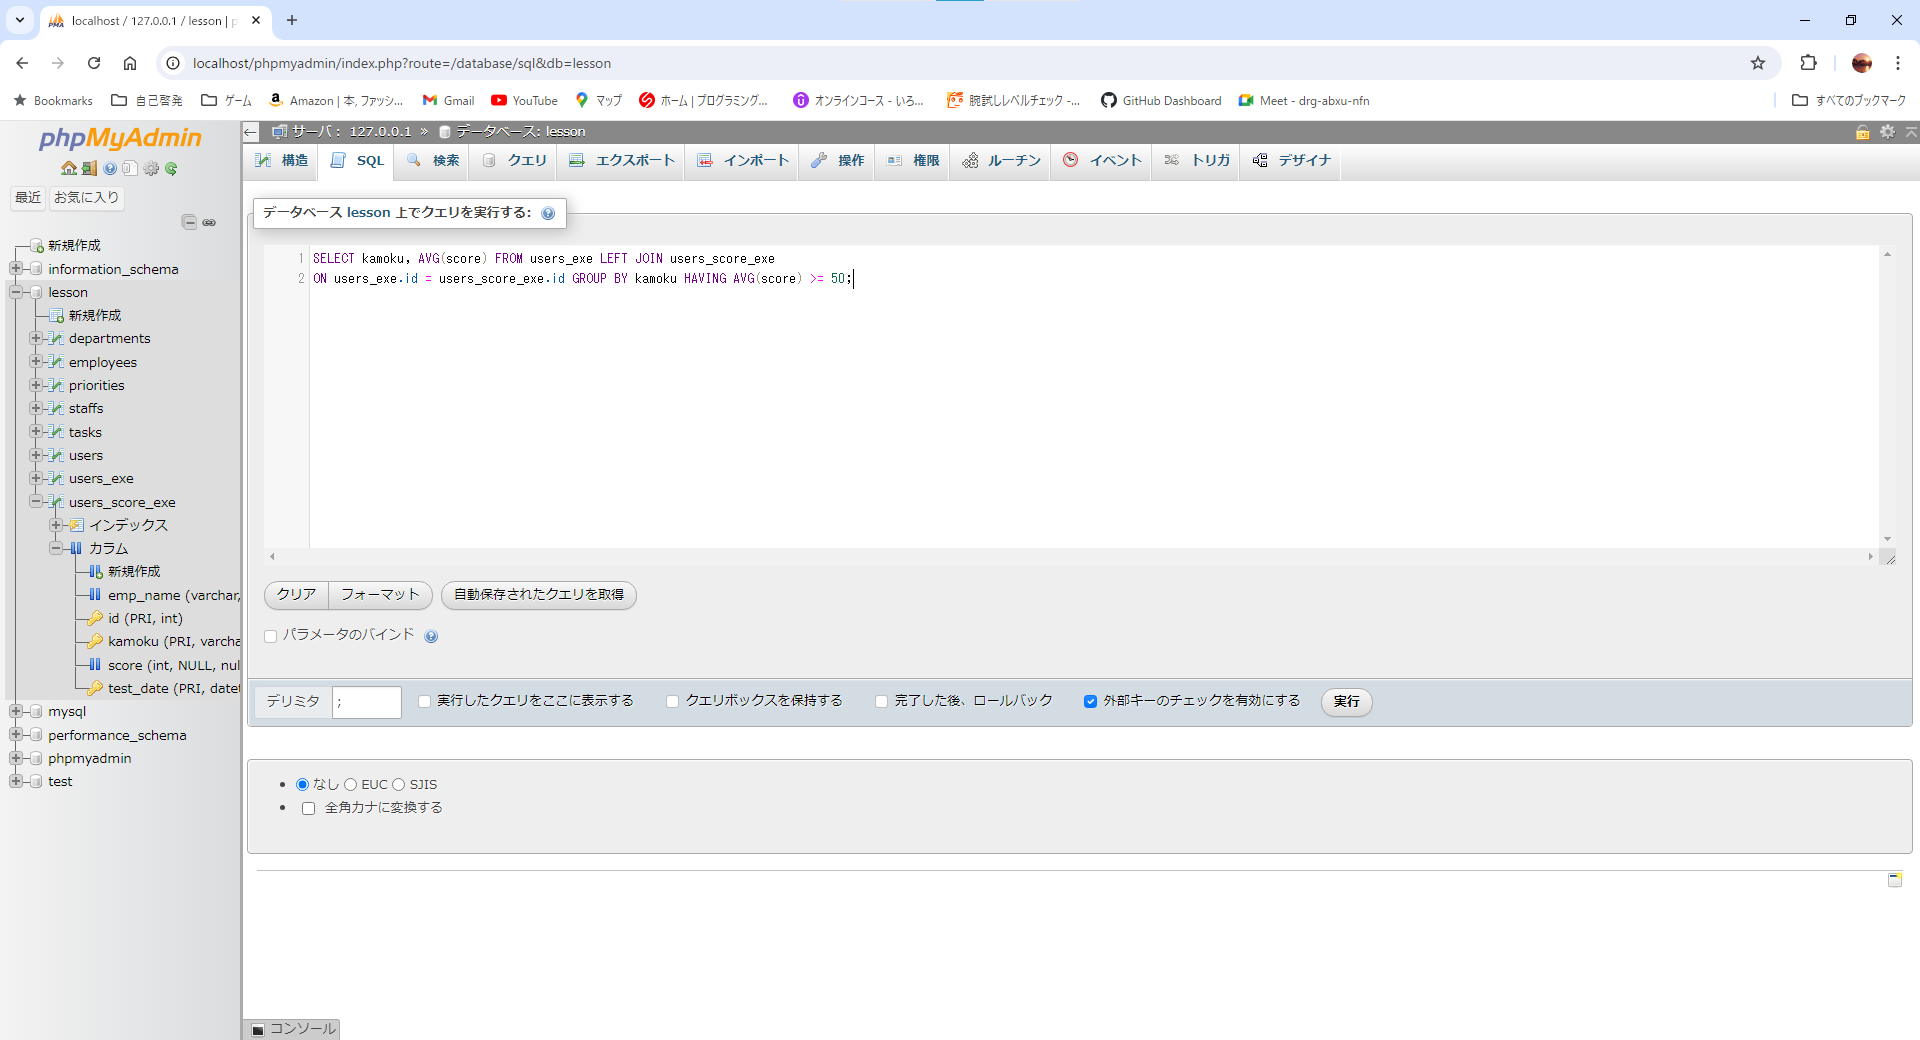 localhost / 127.0.0.1 / lesson | p
localhost/phpmyadmin/index.php?route=/database/sql&db=lesson
Bookmarks 自己啓発 ゲーム Amazon | 本, ファッシ... Gmail YouTube マップ ホーム | プログラミング... オンラインコース - いろ... 腕試しレベルチェック -... GitHub Dashboard Meet - drg-abxu-nfn すべてのブックマーク
phpMyAdmin
最近 お気に入り
新規作成
information_schema
lesson
新規作成
departments
employees
priorities
staffs
tasks
users
users_exe
users_score_exe
インデックス
カラム
新規作成
emp_name (varchar,
id (PRI, int)
kamoku (PRI, varcha
score (int, NULL, nul
test_date (PRI, datet
mysql
performance_schema
phpmyadmin
test
サーバ: 127.0.0.1 » データベース: lesson
構造 SQL 検索 クエリ エクスポート インポート 操作 権限 ルーチン イベント トリガ デザイナ
データベース lesson 上でクエリを実行する:
1 SELECT kamoku, AVG(score) FROM users_exe LEFT JOIN users_score_exe
2 ON users_exe.id = users_score_exe.id GROUP BY kamoku HAVING AVG(score) >= 50;
クリア フォーマット 自動保存されたクエリを取得
パラメータのバインド
デリミタ ; 実行したクエリをここに表示する クエリボックスを保持する 完了した後、ロールバック 外部キーのチェックを有効にする 実行
なし EUC SJIS
全角カナに変換する
コンソール